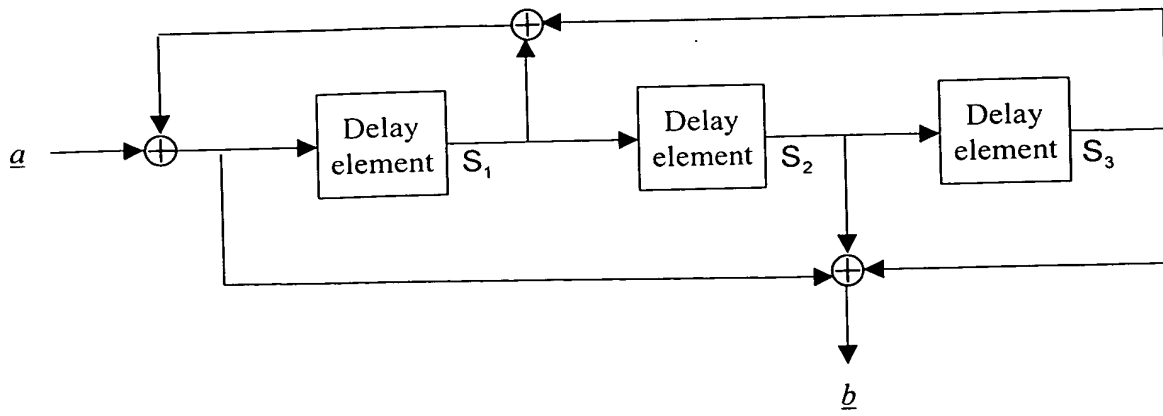 Delay
element
Delay
element
Delay
element
a
S1
S2
S3
b